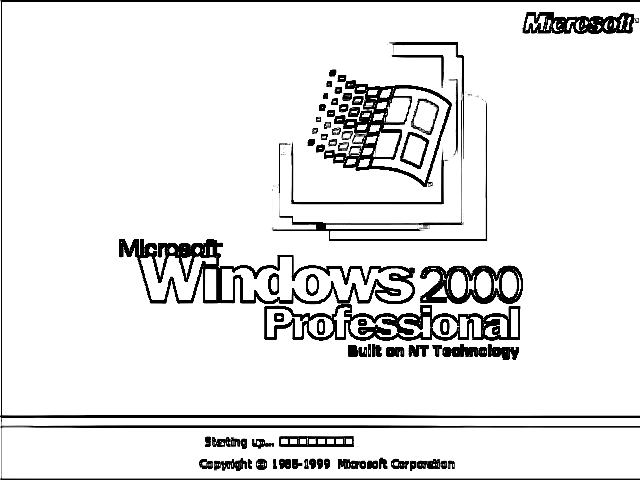 Microsoft
Microsoft
Windows 2000
Professional
Built on NT Technology
Starting up...
Copyright © 1985-1999 Microsoft Corporation